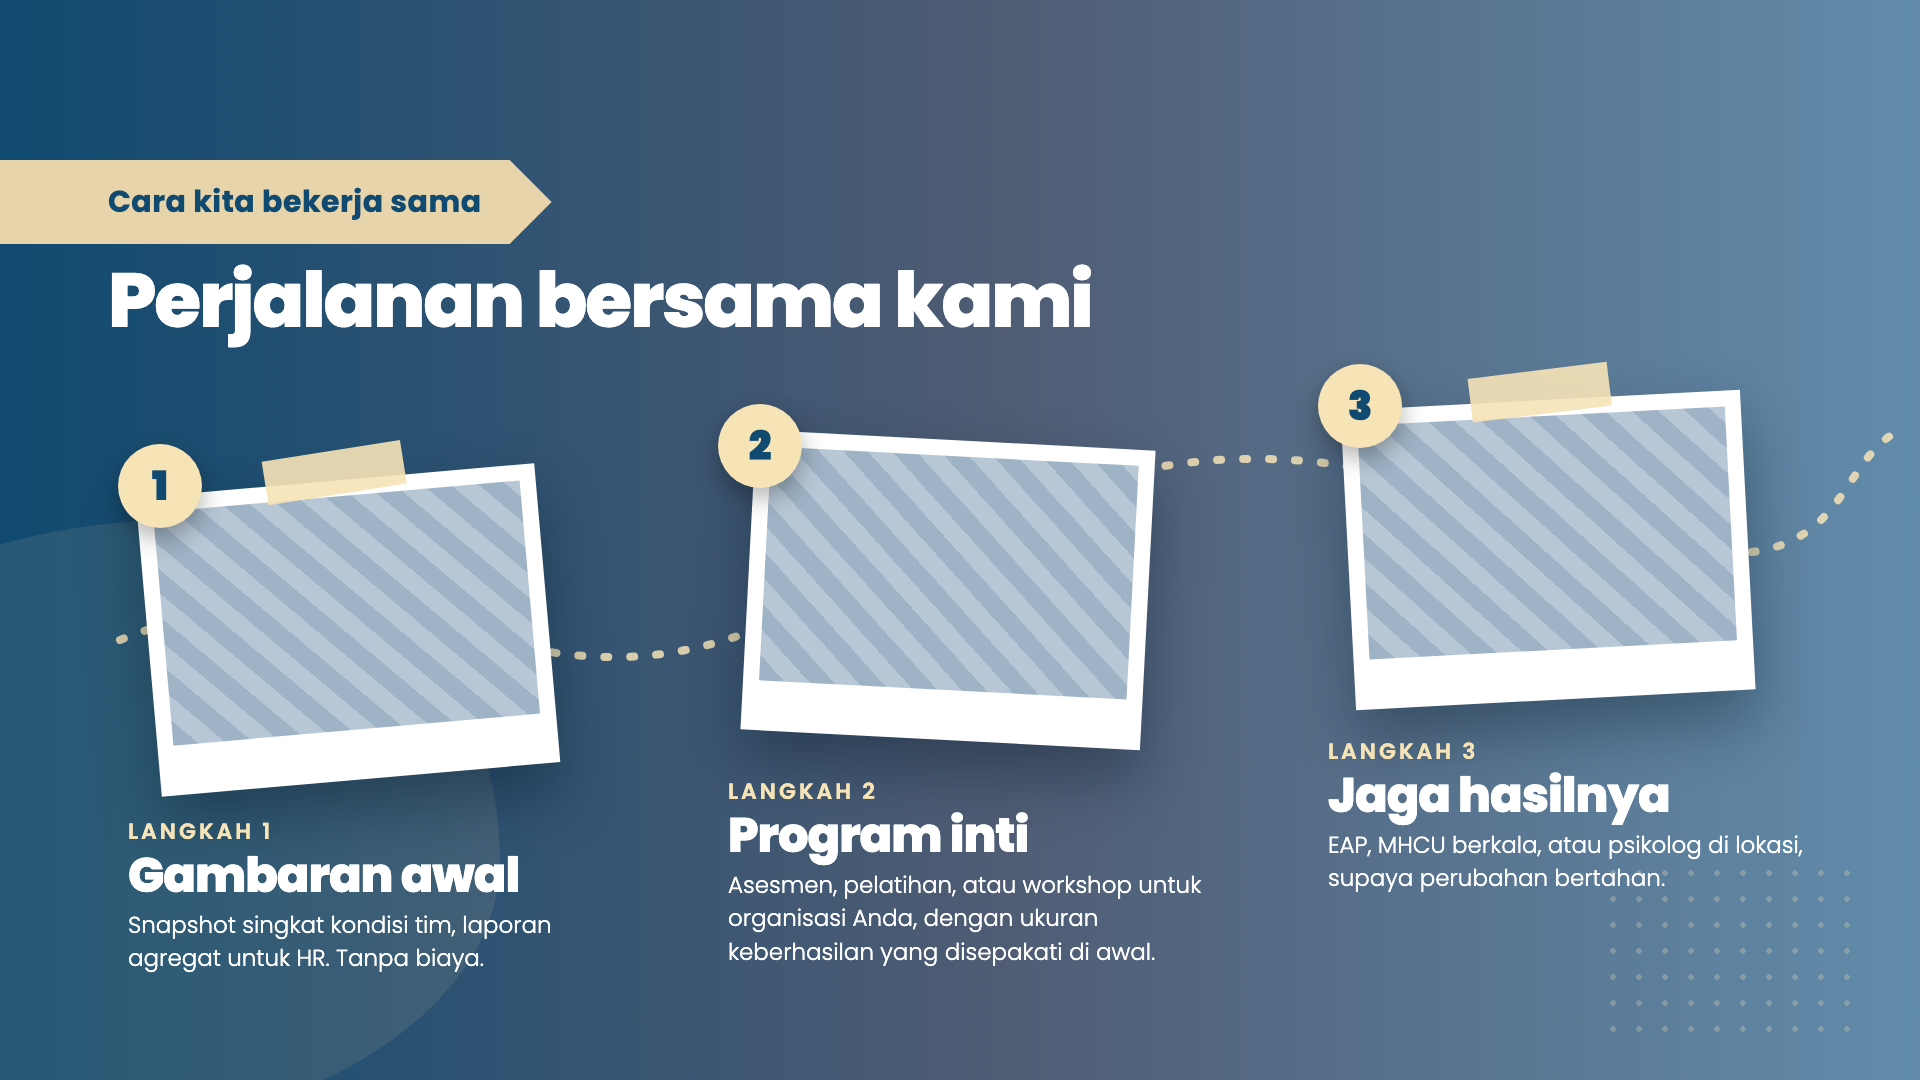 Cara kita bekerja sama
Perjalanan bersama kami
1
LANGKAH 1
Gambaran awal
Snapshot singkat kondisi tim, laporan
agregat untuk HR. Tanpa biaya.
2
LANGKAH 2
Program inti
Asesmen, pelatihan, atau workshop untuk
organisasi Anda, dengan ukuran
keberhasilan yang disepakati di awal.
3
LANGKAH 3
Jaga hasilnya
EAP, MHCU berkala, atau psikolog di lokasi,
supaya perubahan bertahan.